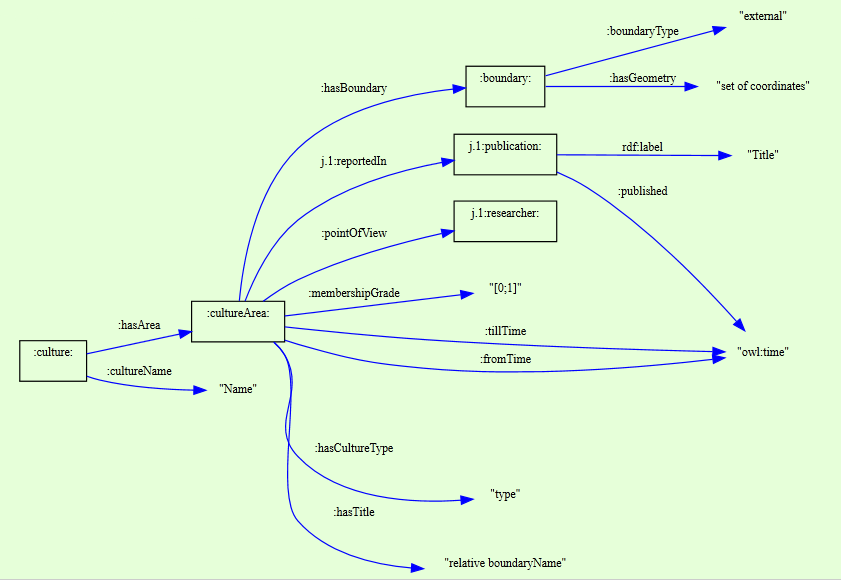 "external"
:boundaryType
:boundary:
:hasGeometry
"set of coordinates"
:hasBoundary
j.1:publication:
rdf:label
"Title"
j.1:reportedIn
:published
j.1:researcher:
:pointOfView
:membershipGrade
"[0;1]"
:cultureArea:
:hasArea
:tillTime
:culture:
"owl:time"
:fromTime
:cultureName
"Name"
:hasCultureType
"type"
:hasTitle
"relative boundaryName"